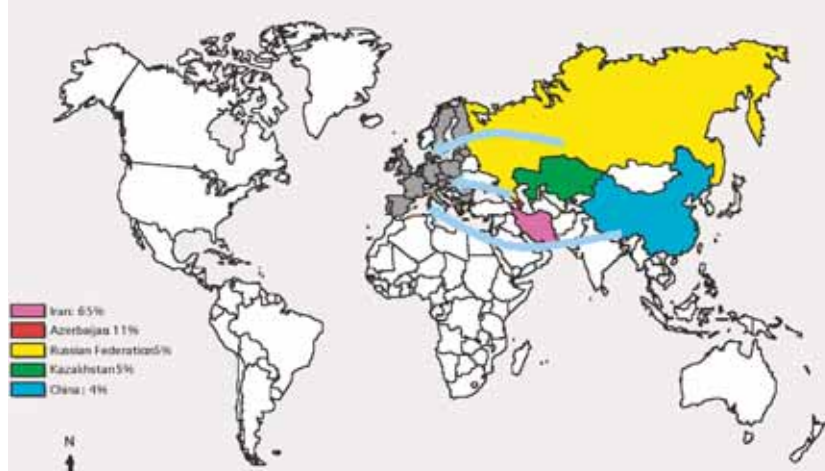 Iran: 65%
Azerbaijan 11%
Russian Federation5%
Kazakhstan5%
China: 4%
N